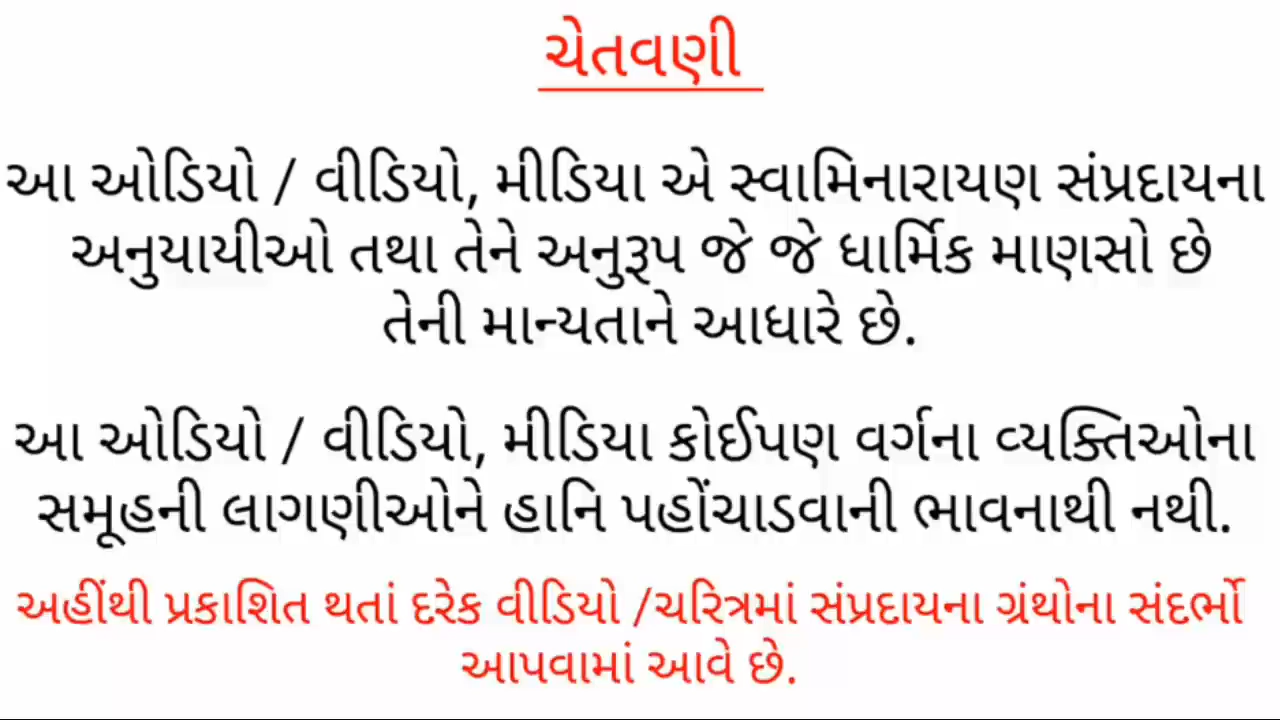 ચેતવણી
આ ઓડિયો / વીડિયો, મીડિયા એ સ્વામિનારાયણ સંપ્રદાયના
અનુયાયીઓ તથા તેને અનુરૂપ જે જે ધાર્મિક માણસો છે
તેની માન્યતાને આધારે છે.
આ ઓડિયો / વીડિયો, મીડિયા કોઈપણ વર્ગના વ્યક્તિઓના
સમૂહની લાગણીઓને હાનિ પહોંચાડવાની ભાવનાથી નથી.
અહીંથી પ્રકાશિત થતાં દરેક વીડિયો /ચરિત્રમાં સંપ્રદાયના ગ્રંથોના સંદર્ભો
આપવામાં આવે છે.